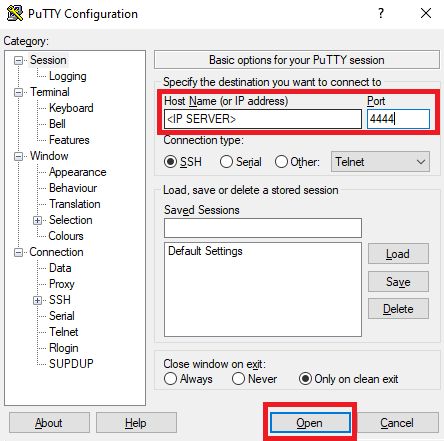 PuTTY Configuration
Category:
Session
Logging
Terminal
Keyboard
Bell
Features
Window
Appearance
Behaviour
Translation
Selection
Colours
Connection
Data
Proxy
SSH
Serial
Telnet
Rlogin
SUPDUP
Basic options for your PuTTY session
Specify the destination you want to connect to
Host Name (or IP address) Port
<IP SERVER> 4444
Connection type:
SSH Serial Other: Telnet
Load, save or delete a stored session
Saved Sessions
Default Settings
Load
Save
Delete
Close window on exit:
Always Never Only on clean exit
About Help Open Cancel